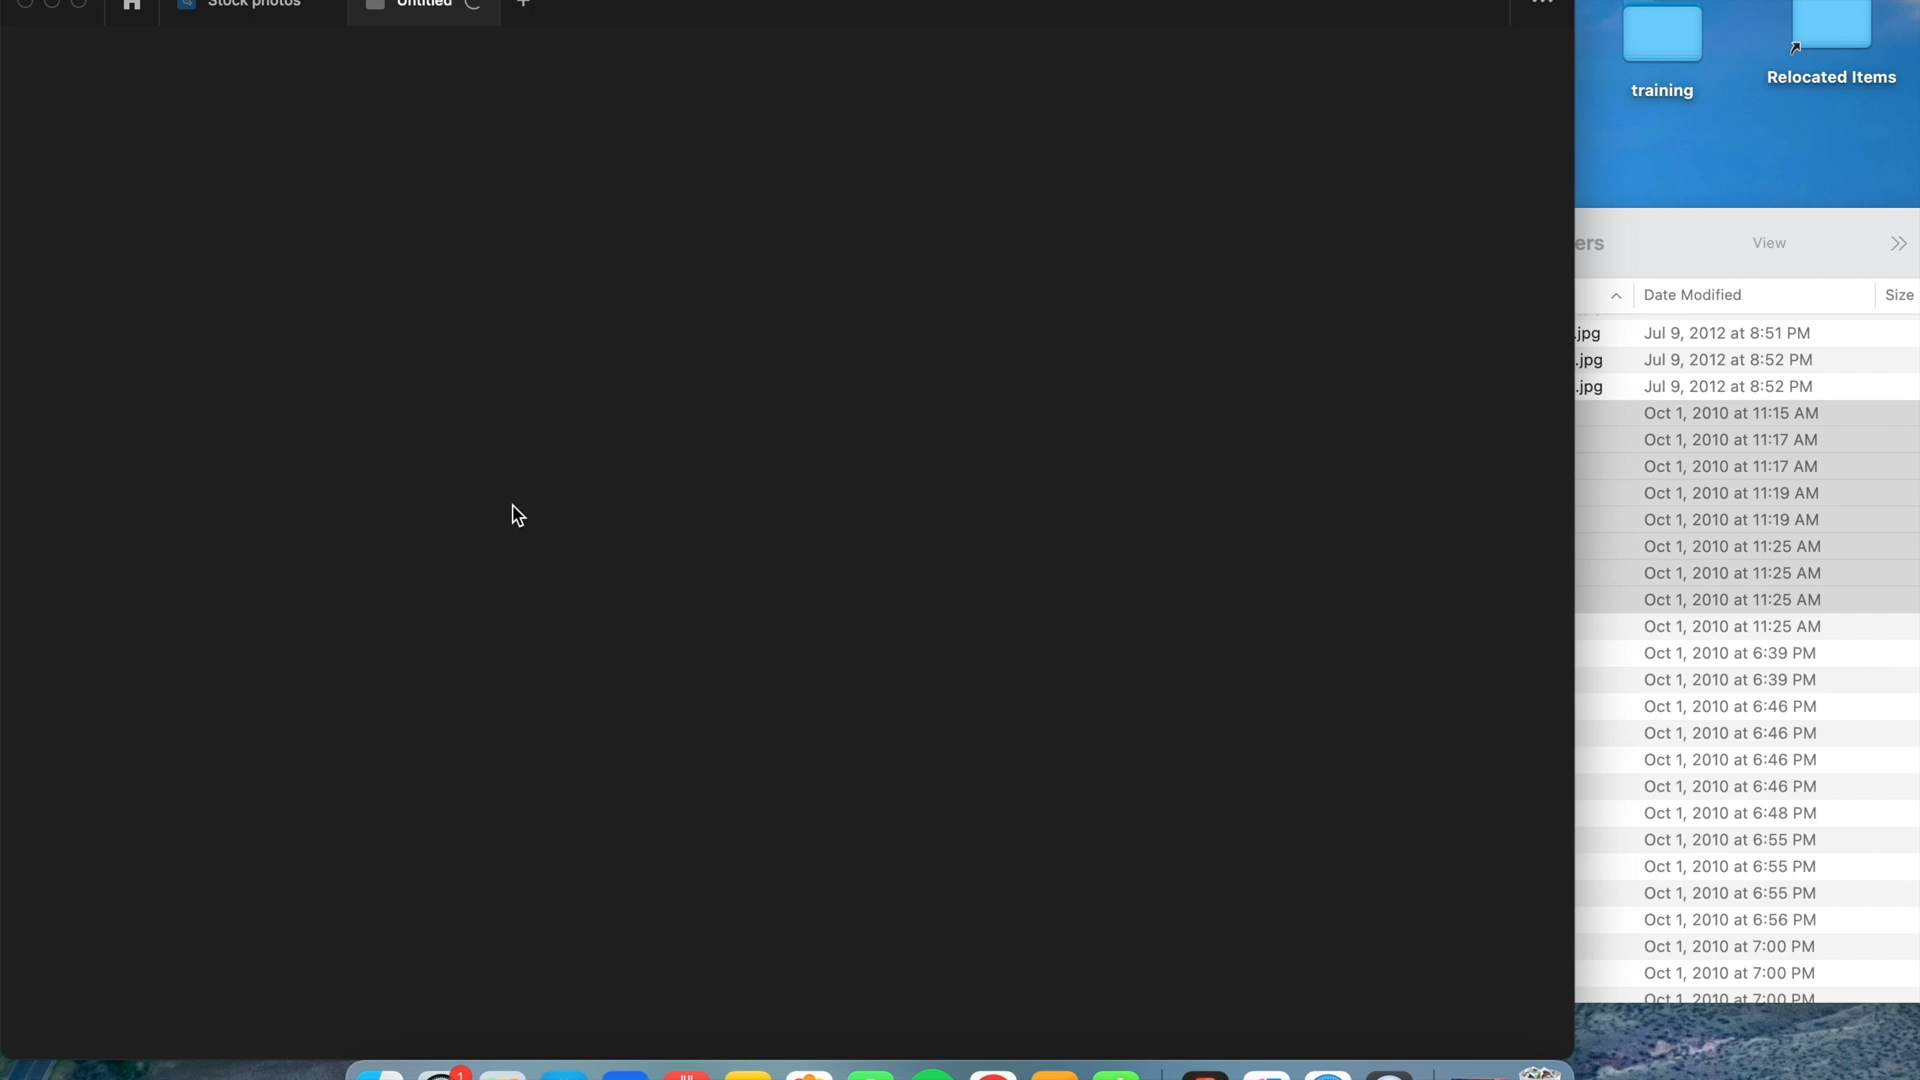 Stock photos
Untitled
training
Relocated Items
ers
View
Date Modified
Size
.jpg
Jul 9, 2012 at 8:51 PM
.jpg
Jul 9, 2012 at 8:52 PM
.jpg
Jul 9, 2012 at 8:52 PM
Oct 1, 2010 at 11:15 AM
Oct 1, 2010 at 11:17 AM
Oct 1, 2010 at 11:17 AM
Oct 1, 2010 at 11:19 AM
Oct 1, 2010 at 11:19 AM
Oct 1, 2010 at 11:25 AM
Oct 1, 2010 at 11:25 AM
Oct 1, 2010 at 11:25 AM
Oct 1, 2010 at 11:25 AM
Oct 1, 2010 at 6:39 PM
Oct 1, 2010 at 6:39 PM
Oct 1, 2010 at 6:46 PM
Oct 1, 2010 at 6:46 PM
Oct 1, 2010 at 6:46 PM
Oct 1, 2010 at 6:46 PM
Oct 1, 2010 at 6:48 PM
Oct 1, 2010 at 6:55 PM
Oct 1, 2010 at 6:55 PM
Oct 1, 2010 at 6:55 PM
Oct 1, 2010 at 6:56 PM
Oct 1, 2010 at 7:00 PM
Oct 1, 2010 at 7:00 PM
Oct 1, 2010 at 7:00 PM
1